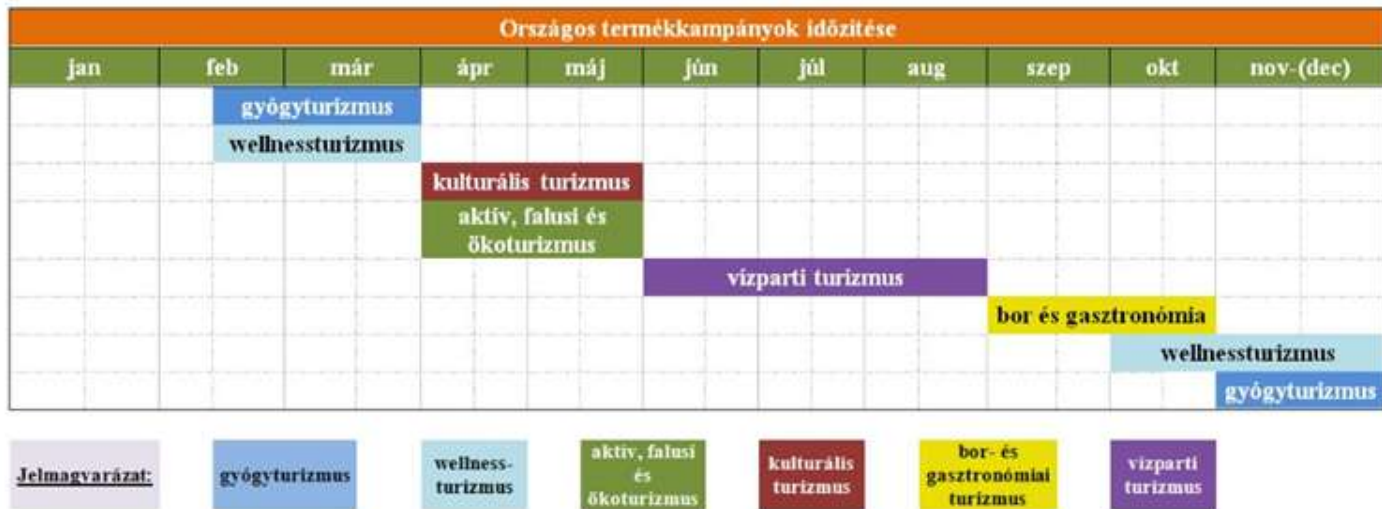 Országos termékkampányok időzitése
jan feb már ápr máj jún júl aug szep okt nov-(dec)
gyógyturizmus
wellnessturizmus
kulturális turizmus
aktív, falusi és
ökoturizmus
vízparti turizmus
bor és gasztronómia
wellnessturizmus
gyógyturizmus
Jelmagyarázat:
gyógyturizmus
wellness-
turizmus
aktív, falusi
és
ökoturizmus
kulturális
turizmus
bor- és
gasztronómiai
turizmus
vízparti
turizmus